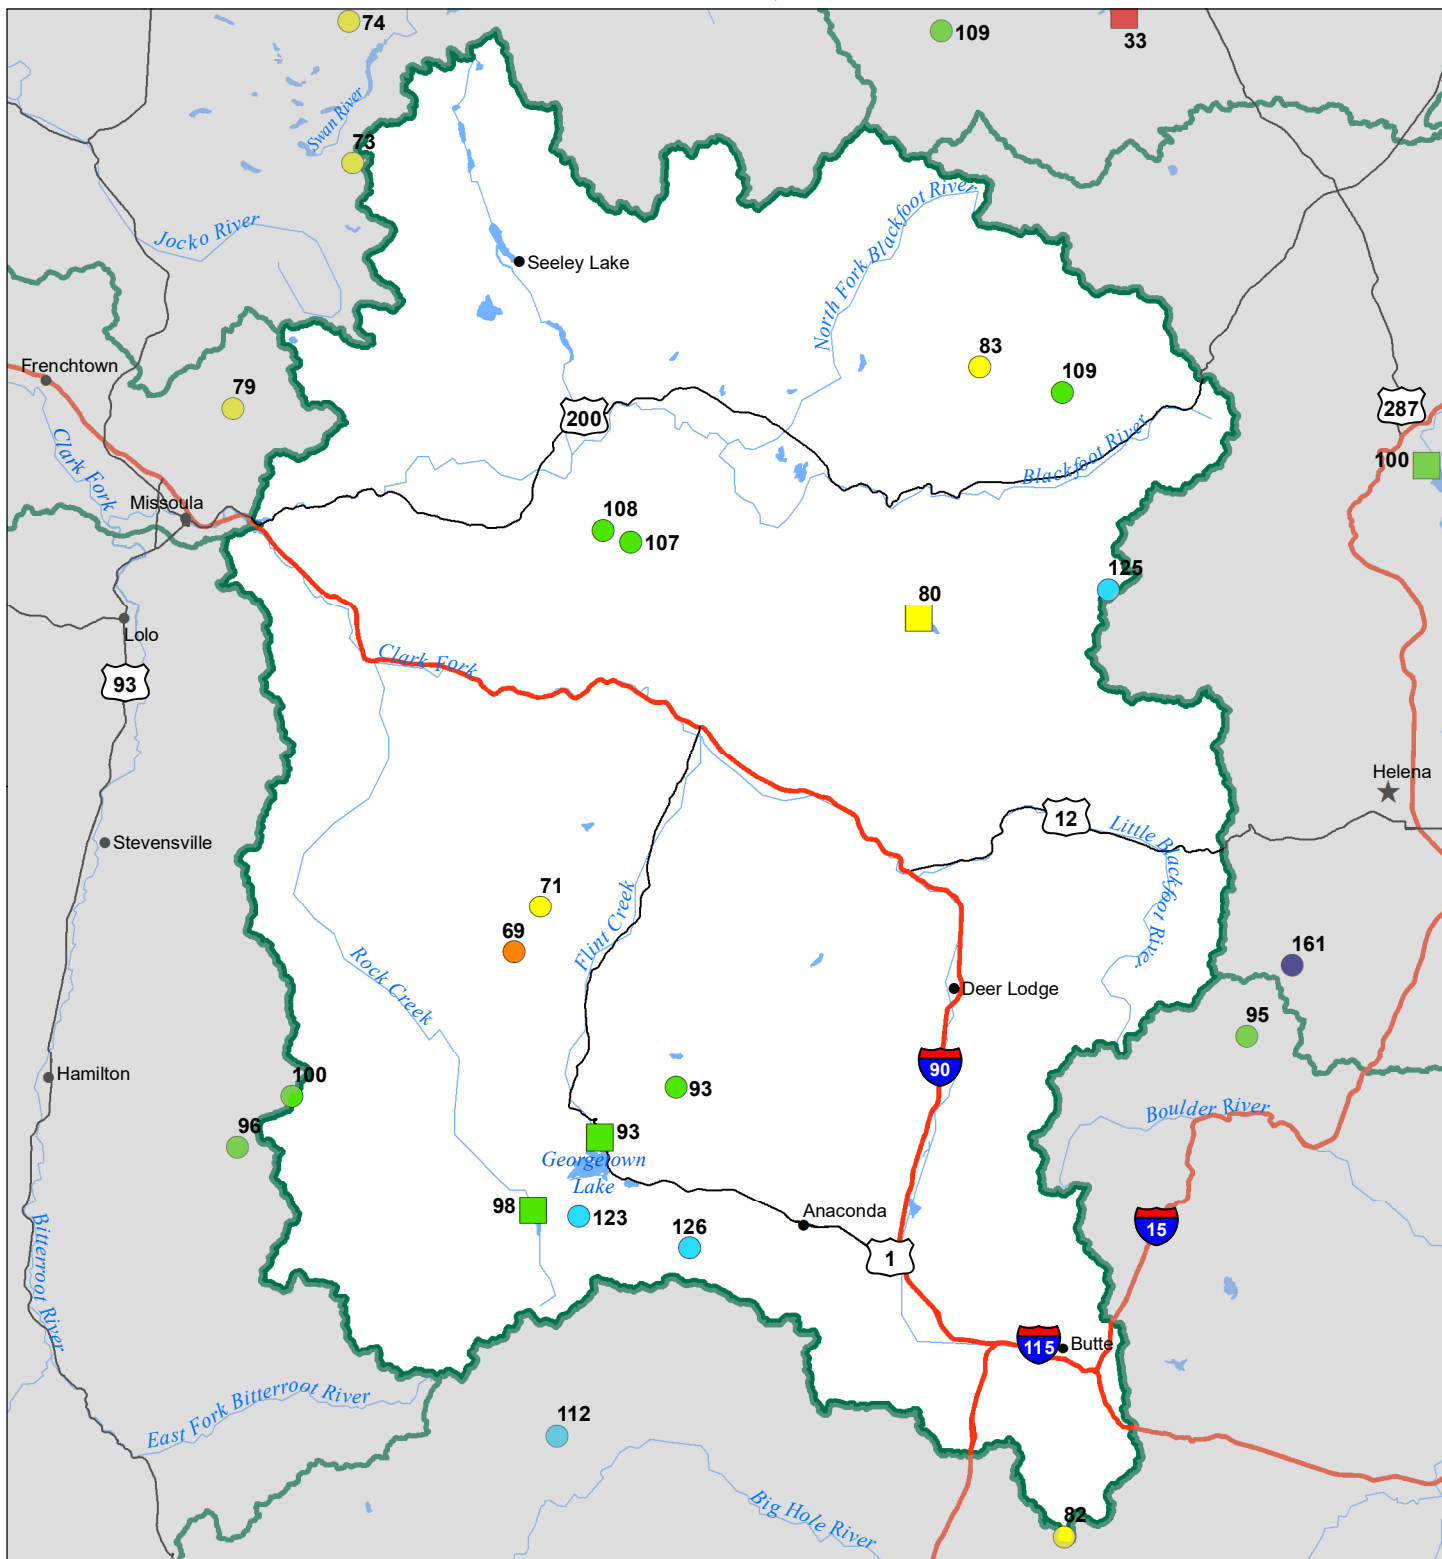 74
109
33
Swan River
73
North Fork Blackfoot River
Jocko River
Seeley Lake
83
Frenchtown
79
109
200
287
Blackfoot River
Clark Fork
100
Missoula
108
107
125
80
Lolo
Clark Fork
93
Helena
12
Little Blackfoot River
Stevensville
71
Flint Creek
69
161
Rock Creek
Deer Lodge
95
90
Hamilton
100
93
Boulder River
96
93
Georgetown
Lake
98
123
Anaconda
126
15
1
Bitterroot River
115
Butte
East Fork Bitterroot River
112
Big Hole River
82